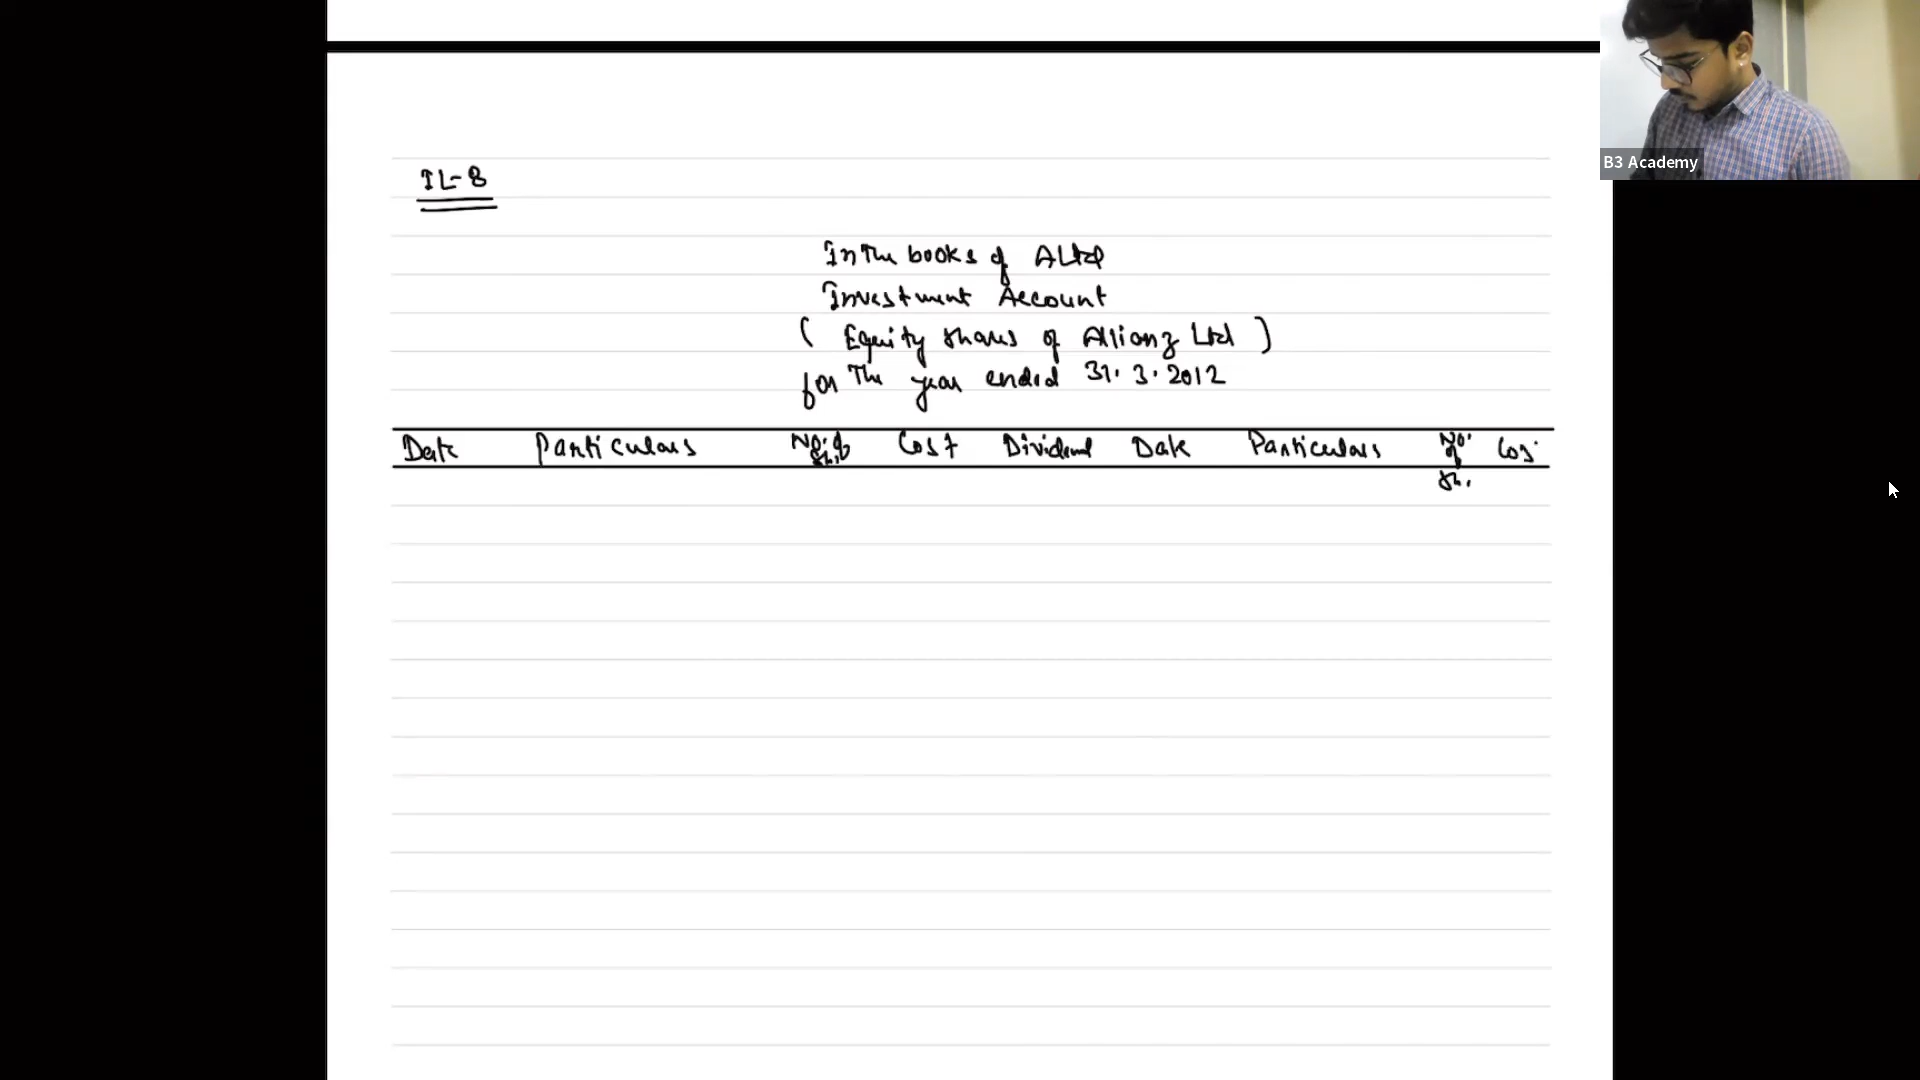 B3 Academy
IL-8
In the books of A Ltd
Investment Account
( Equity shares of Allianz Ltd )
for the year ended 31.3.2012
Date Particulars No. of Sh. Cost Dividend Date Particulars No. of Sh. Cos